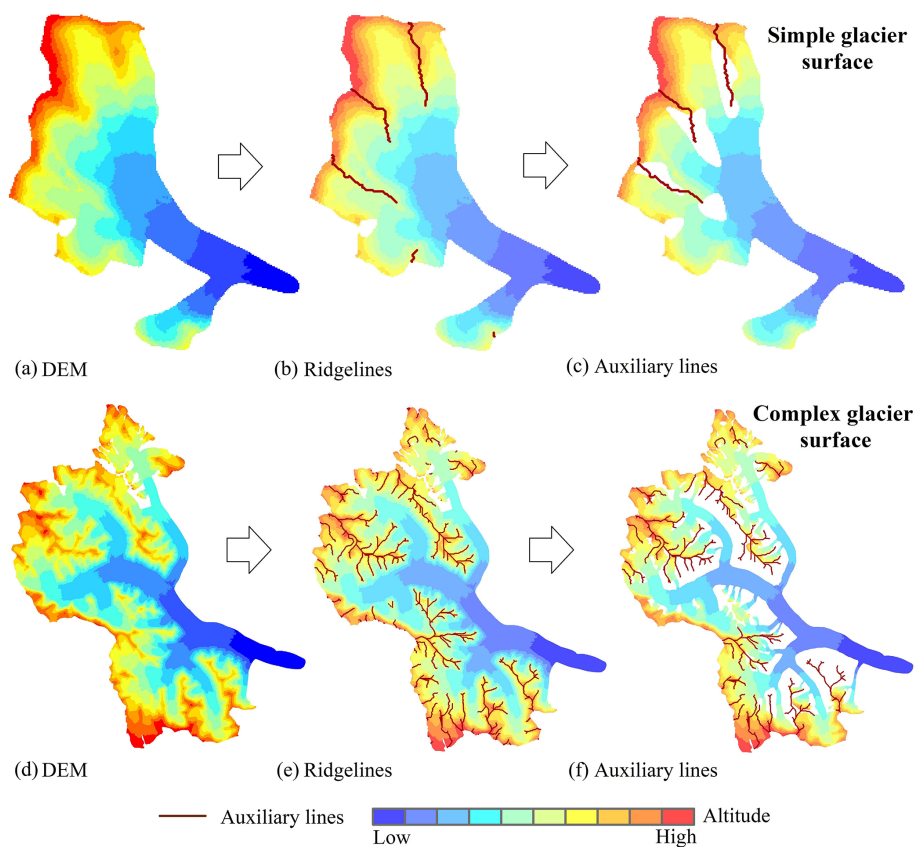 Simple glacier
surface
(a) DEM
(b) Ridgelines
(c) Auxiliary lines
Complex glacier
surface
(d) DEM
(e) Ridgelines
(f) Auxiliary lines
Auxiliary lines
Altitude
Low
High